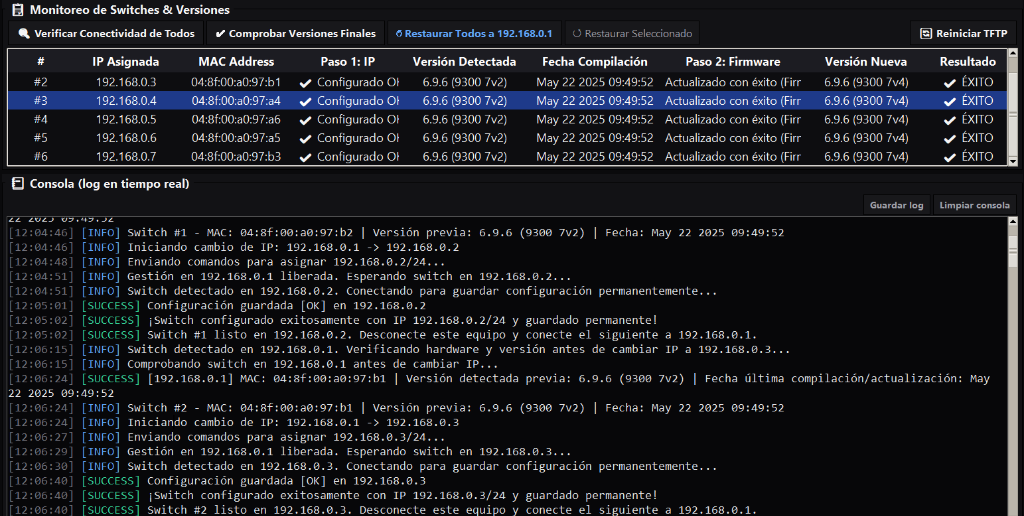 Monitoreo de Switches & Versiones
Verificar Conectividad de Todos
Comprobar Versiones Finales
Restaurar Todos a 192.168.0.1
Restaurar Seleccionado
Reiniciar TFTP
# IP Asignada MAC Address Paso 1: IP Versión Detectada Fecha Compilación Paso 2: Firmware Versión Nueva Resultado
#2 192.168.0.3 04:8f:00:a0:97:b1 ✔ Configurado OK 6.9.6 (9300 7v2) May 22 2025 09:49:52 Actualizado con éxito (Firr 6.9.6 (9300 7v4) ✔ ÉXITO
#3 192.168.0.4 04:8f:00:a0:97:a4 ✔ Configurado OK 6.9.6 (9300 7v2) May 22 2025 09:49:52 Actualizado con éxito (Firr 6.9.6 (9300 7v4) ✔ ÉXITO
#4 192.168.0.5 04:8f:00:a0:97:a6 ✔ Configurado OK 6.9.6 (9300 7v2) May 22 2025 09:49:52 Actualizado con éxito (Firr 6.9.6 (9300 7v4) ✔ ÉXITO
#5 192.168.0.6 04:8f:00:a0:97:a5 ✔ Configurado OK 6.9.6 (9300 7v2) May 22 2025 09:49:52 Actualizado con éxito (Firr 6.9.6 (9300 7v4) ✔ ÉXITO
#6 192.168.0.7 04:8f:00:a0:97:b3 ✔ Configurado OK 6.9.6 (9300 7v2) May 22 2025 09:49:52 Actualizado con éxito (Firr 6.9.6 (9300 7v4) ✔ ÉXITO
Consola (log en tiempo real)
Guardar log
Limpiar consola
22 2025 09:49:52
[12:04:46] [INFO] Switch #1 - MAC: 04:8f:00:a0:97:b2 | Versión previa: 6.9.6 (9300 7v2) | Fecha: May 22 2025 09:49:52
[12:04:46] [INFO] Iniciando cambio de IP: 192.168.0.1 -> 192.168.0.2
[12:04:48] [INFO] Enviando comandos para asignar 192.168.0.2/24...
[12:04:51] [INFO] Gestión en 192.168.0.1 liberada. Esperando switch en 192.168.0.2...
[12:04:51] [INFO] Switch detectado en 192.168.0.2. Conectando para guardar configuración permanentemente...
[12:05:01] [SUCCESS] Configuración guardada [OK] en 192.168.0.2
[12:05:02] [SUCCESS] ¡Switch configurado exitosamente con IP 192.168.0.2/24 y guardado permanente!
[12:05:02] [SUCCESS] Switch #1 listo en 192.168.0.2. Desconecte este equipo y conecte el siguiente a 192.168.0.1.
[12:06:15] [INFO] Switch detectado en 192.168.0.1. Verificando hardware y versión antes de cambiar IP a 192.168.0.3...
[12:06:15] [INFO] Comprobando switch en 192.168.0.1 antes de cambiar IP...
[12:06:24] [SUCCESS] [192.168.0.1] MAC: 04:8f:00:a0:97:b1 | Versión detectada previa: 6.9.6 (9300 7v2) | Fecha última compilación/actualización: May
22 2025 09:49:52
[12:06:24] [INFO] Switch #2 - MAC: 04:8f:00:a0:97:b1 | Versión previa: 6.9.6 (9300 7v2) | Fecha: May 22 2025 09:49:52
[12:06:24] [INFO] Iniciando cambio de IP: 192.168.0.1 -> 192.168.0.3
[12:06:27] [INFO] Enviando comandos para asignar 192.168.0.3/24...
[12:06:29] [INFO] Gestión en 192.168.0.1 liberada. Esperando switch en 192.168.0.3...
[12:06:30] [INFO] Switch detectado en 192.168.0.3. Conectando para guardar configuración permanentemente...
[12:06:40] [SUCCESS] Configuración guardada [OK] en 192.168.0.3
[12:06:40] [SUCCESS] ¡Switch configurado exitosamente con IP 192.168.0.3/24 y guardado permanente!
[12:06:40] [SUCCESS] Switch #2 listo en 192.168.0.3. Desconecte este equipo y conecte el siguiente a 192.168.0.1.